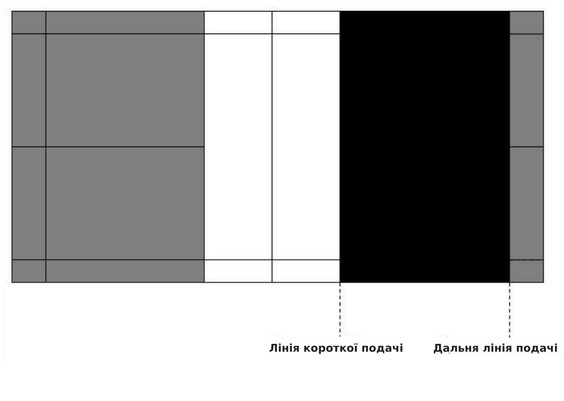 Лінія короткої подачі
Дальня лінія подачі